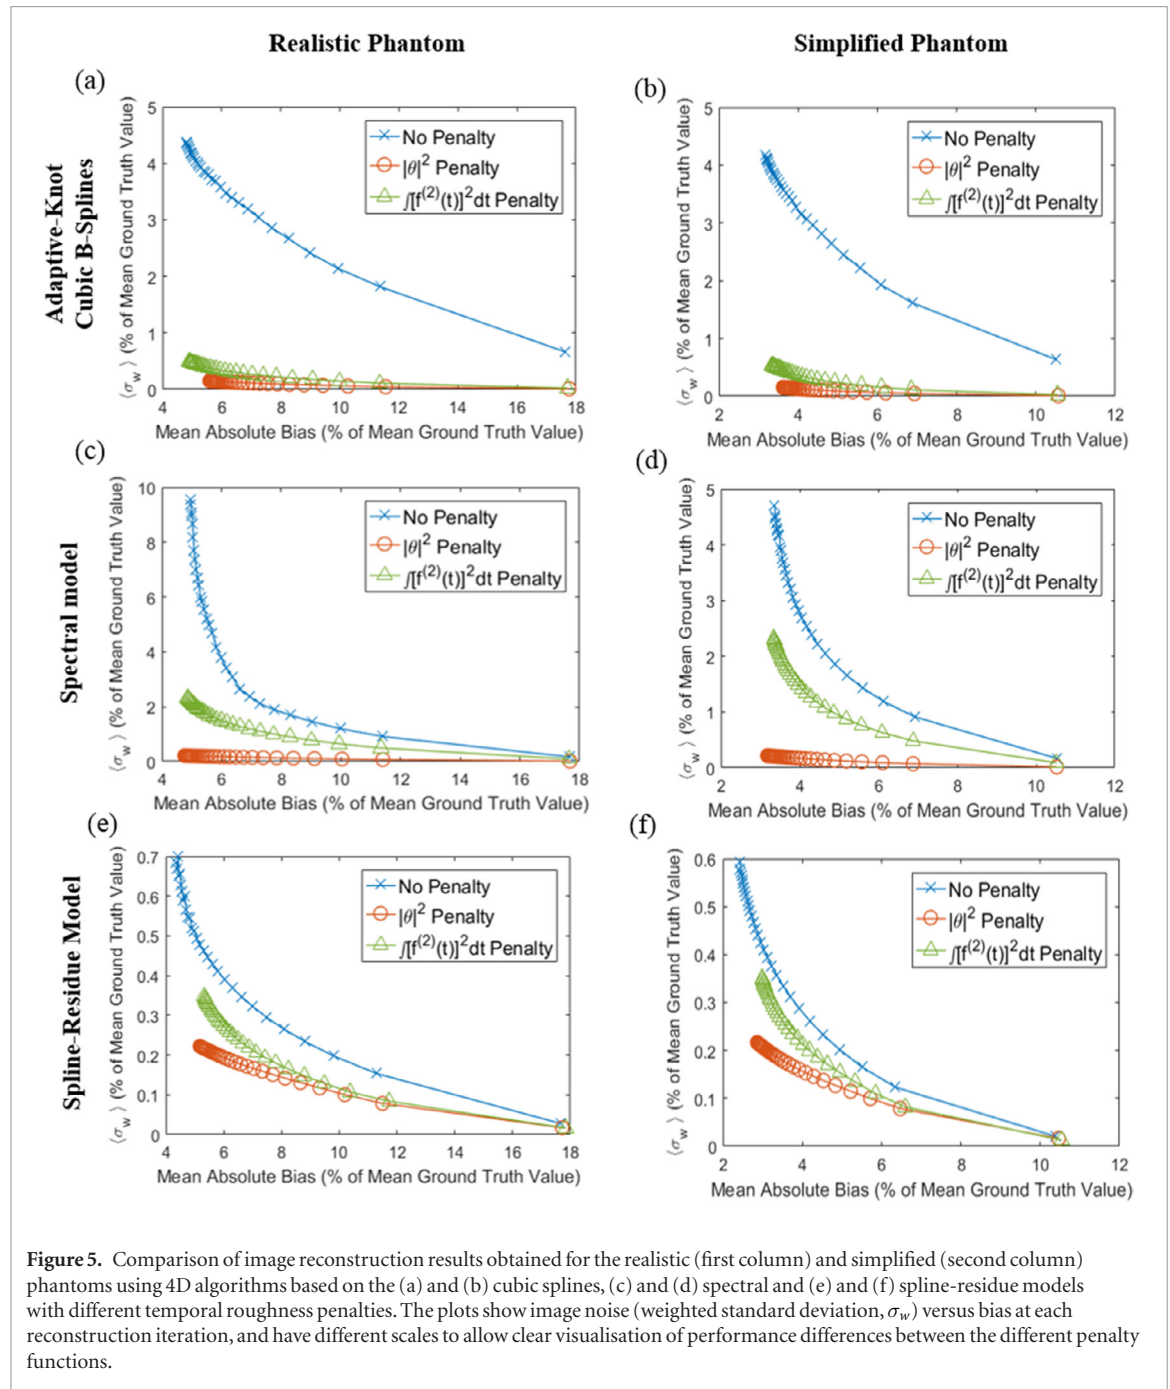 Realistic Phantom
Simplified Phantom
Adaptive-Knot
Cubic B-Splines
(a)
5
4
3
2
1
0
⟨σw⟩ (% of Mean Ground Truth Value)
No Penalty
|θ|² Penalty
∫[f⁽²⁾(t)]²dt Penalty
6 8 10 12 14 16 18
Mean Absolute Bias (% of Mean Ground Truth Value)
(b)
5
4
3
2
1
0
⟨σw⟩ (% of Mean Ground Truth Value)
No Penalty
|θ|² Penalty
∫[f⁽²⁾(t)]²dt Penalty
2 4 6 8 10 12
Mean Absolute Bias (% of Mean Ground Truth Value)
Spectral model
(c)
10
8
6
4
2
0
⟨σw⟩ (% of Mean Ground Truth Value)
No Penalty
|θ|² Penalty
∫[f⁽²⁾(t)]²dt Penalty
4 6 8 10 12 14 16 18
Mean Absolute Bias (% of Mean Ground Truth Value)
(d)
5
4
3
2
1
0
⟨σw⟩ (% of Mean Ground Truth Value)
No Penalty
|θ|² Penalty
∫[f⁽²⁾(t)]²dt Penalty
2 4 6 8 10 12
Mean Absolute Bias (% of Mean Ground Truth Value)
Spline-Residue Model
(e)
0.7
0.6
0.5
0.4
0.3
0.2
0.1
0
⟨σw⟩ (% of Mean Ground Truth Value)
No Penalty
|θ|² Penalty
∫[f⁽²⁾(t)]²dt Penalty
4 6 8 10 12 14 16 18
Mean Absolute Bias (% of Mean Ground Truth Value)
(f)
0.6
0.5
0.4
0.3
0.2
0.1
0
⟨σw⟩ (% of Mean Ground Truth Value)
No Penalty
|θ|² Penalty
∫[f⁽²⁾(t)]²dt Penalty
2 4 6 8 10 12
Mean Absolute Bias (% of Mean Ground Truth Value)
Figure 5. Comparison of image reconstruction results obtained for the realistic (first column) and simplified (second column)
phantoms using 4D algorithms based on the (a) and (b) cubic splines, (c) and (d) spectral and (e) and (f) spline-residue models
with different temporal roughness penalties. The plots show image noise (weighted standard deviation, σw) versus bias at each
reconstruction iteration, and have different scales to allow clear visualisation of performance differences between the different penalty
functions.